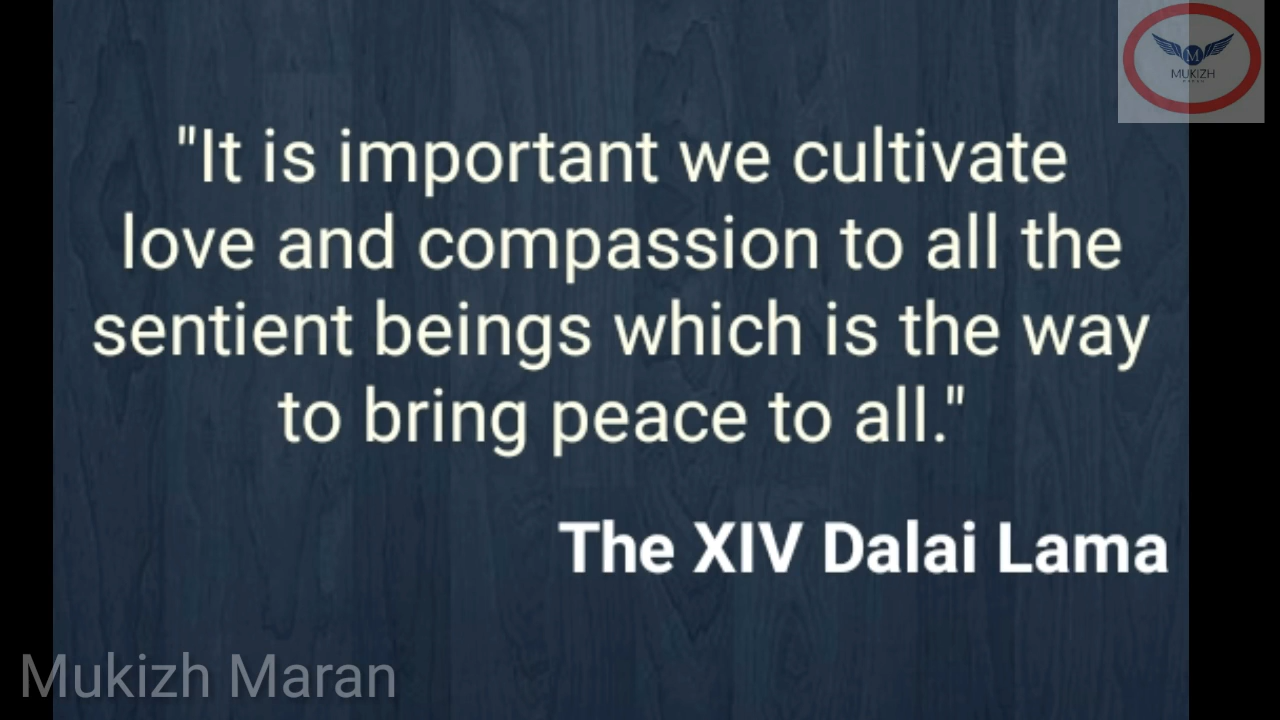 MUKIZH
"It is important we cultivate
love and compassion to all the
sentient beings which is the way
to bring peace to all."
The XIV Dalai Lama
Mukizh Maran